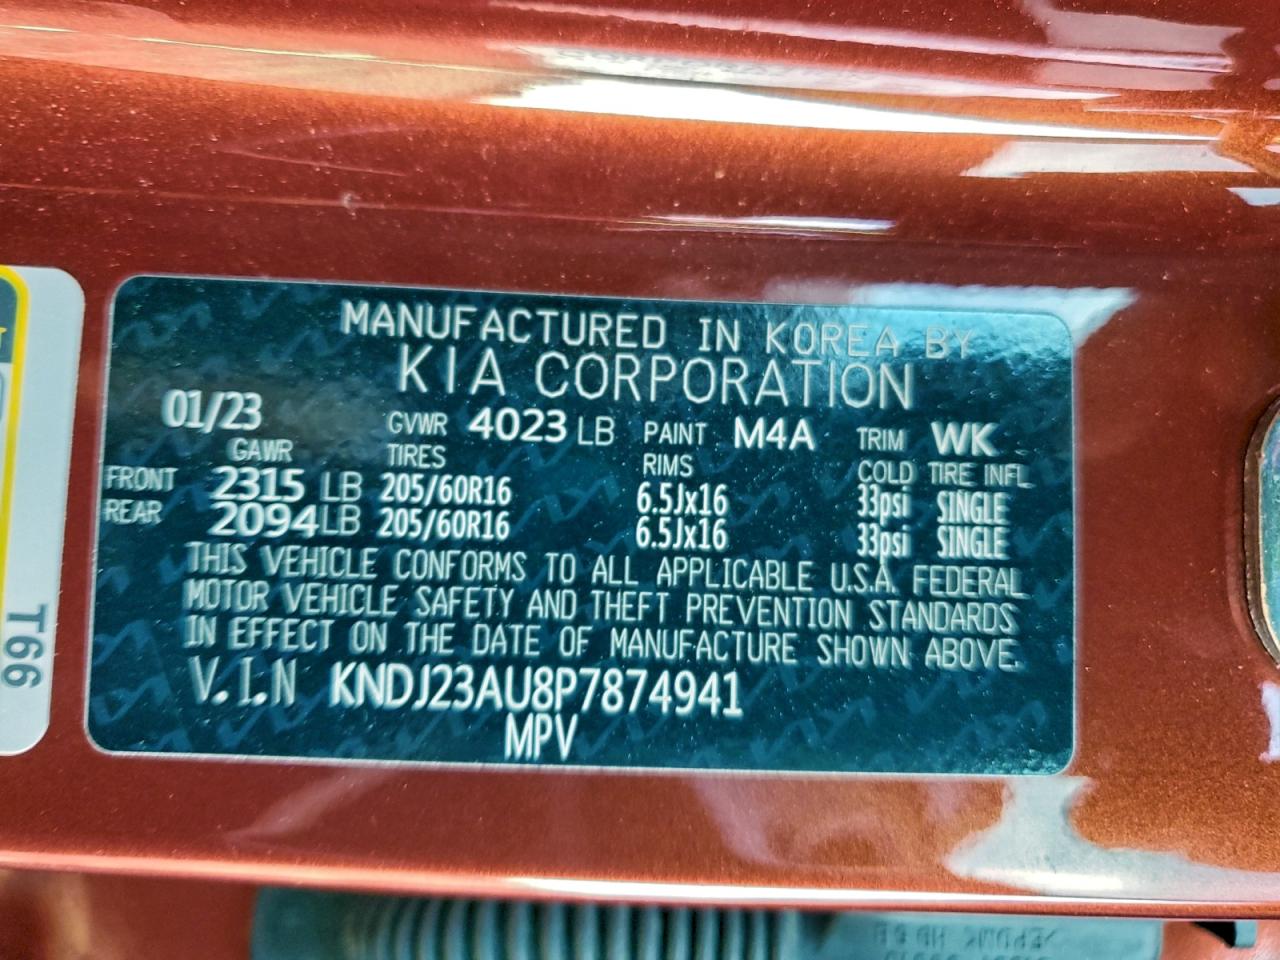 MANUFACTURED IN KOREA BY
KIA CORPORATION
01/23 GVWR 4023 LB PAINT M4A TRIM WK
GAWR TIRES RIMS COLD TIRE INFL
FRONT 2315 LB 205/60R16 6.5Jx16 33psi SINGLE
REAR 2094 LB 205/60R16 6.5Jx16 33psi SINGLE
THIS VEHICLE CONFORMS TO ALL APPLICABLE U.S.A. FEDERAL
MOTOR VEHICLE SAFETY AND THEFT PREVENTION STANDARDS
IN EFFECT ON THE DATE OF MANUFACTURE SHOWN ABOVE.
V.I.N KNDJ23AU8P7874941
MPV
T66